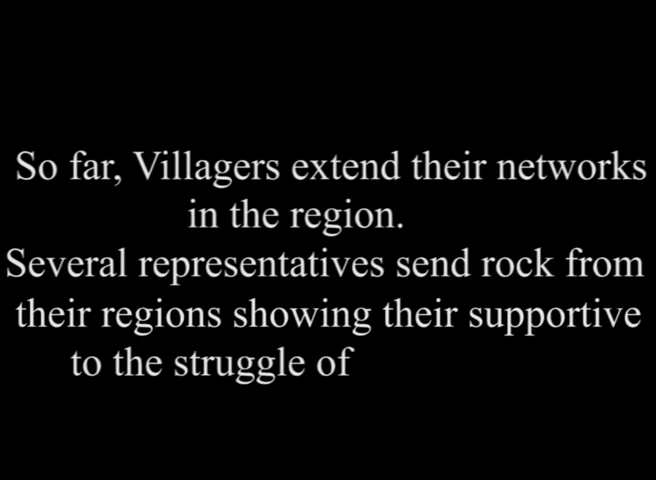 So far, Villagers extend their networks
in the region.
Several representatives send rock from
their regions showing their supportive
to the struggle of